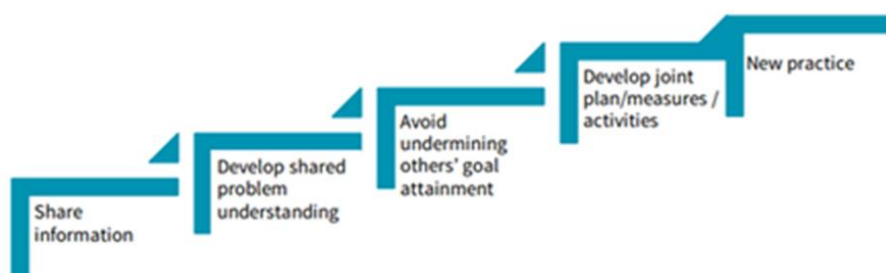 Share
information
Develop shared
problem
understanding
Avoid
undermining
others' goal
attainment
Develop joint
plan/measures /
activities
New practice